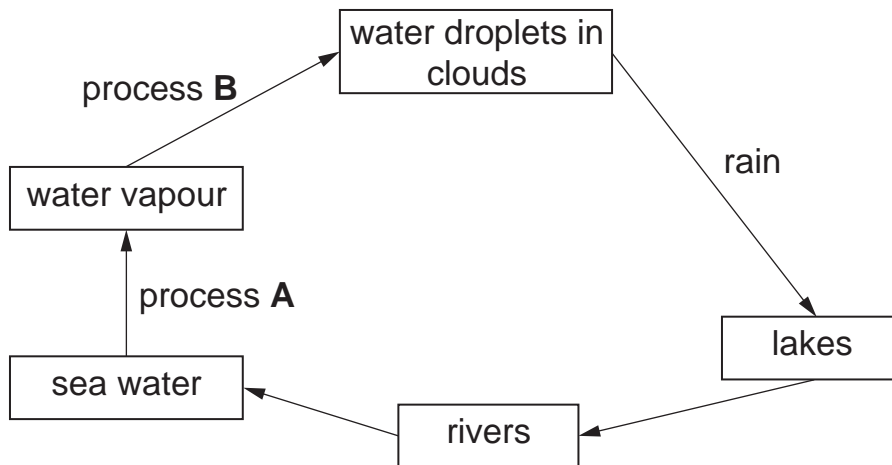 water droplets in
clouds
process B
rain
water vapour
process A
lakes
sea water
rivers